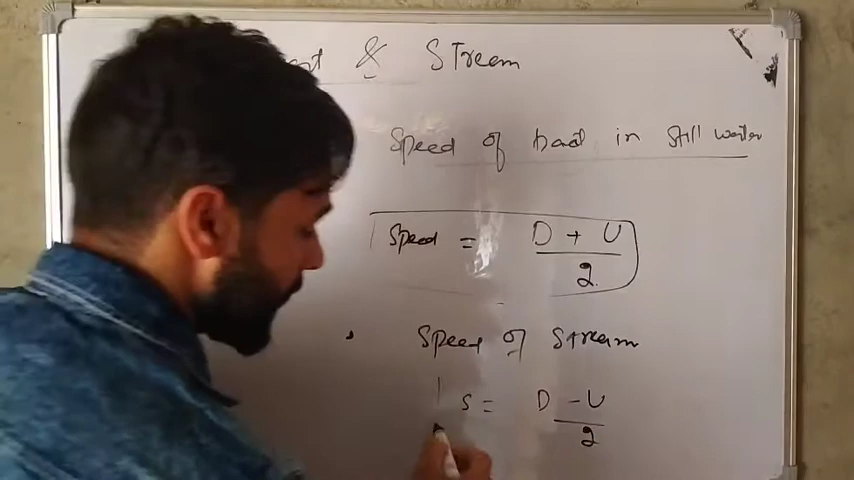 & Stream
Speed of boat in still water
Speed = D + U / 2
Speed of Stream
S = D - U / 2